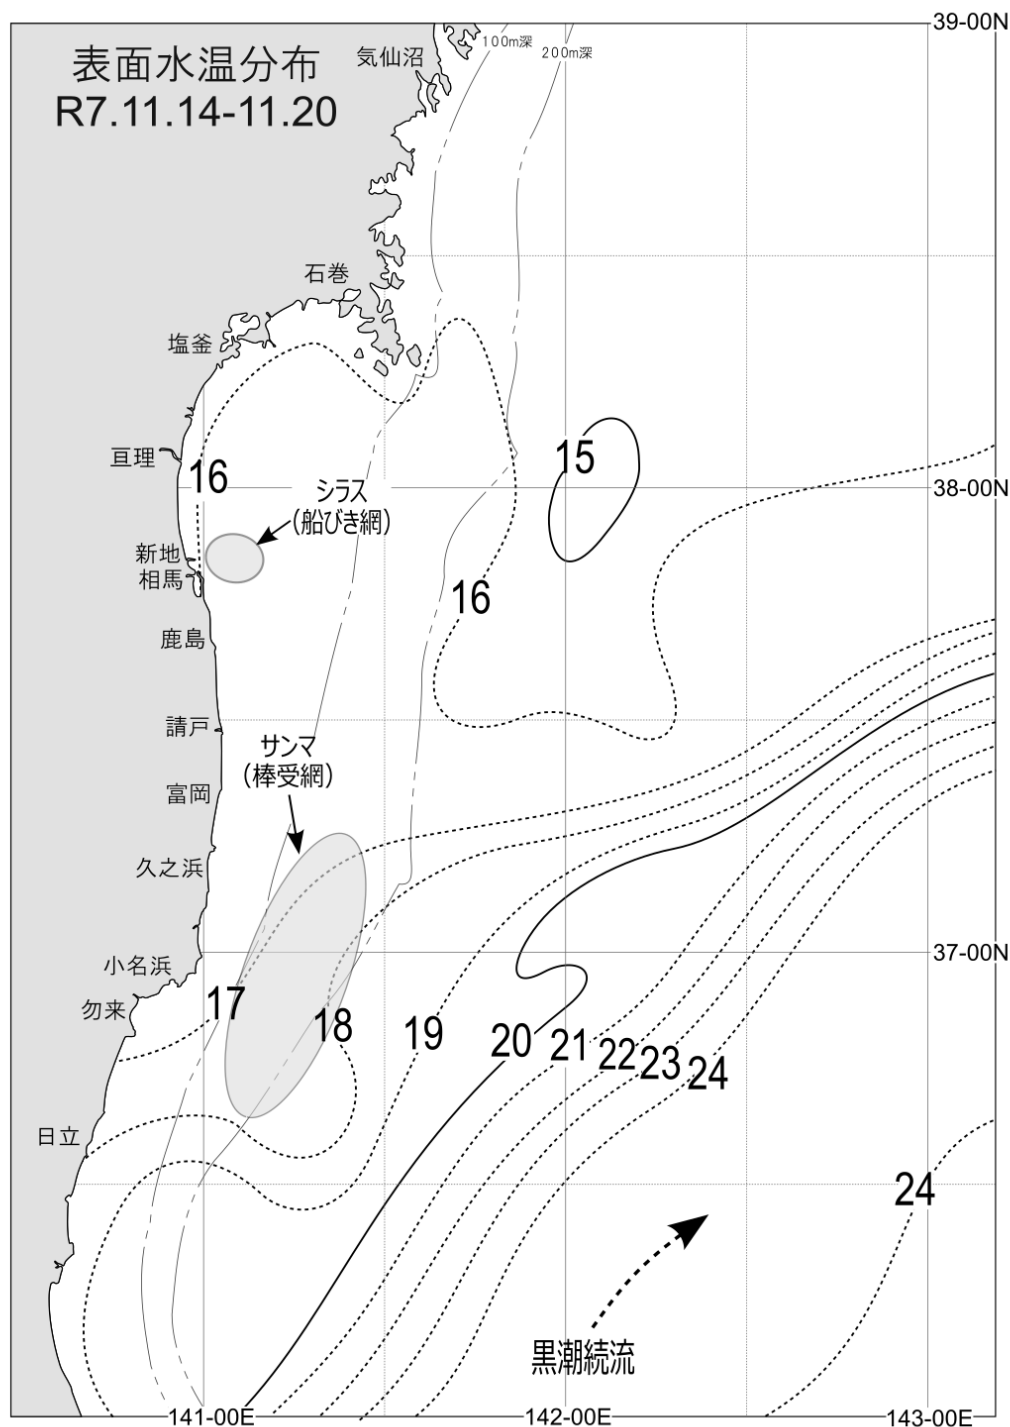 表面水温分布
R7.11.14-11.20
気仙沼
100m深
200m深
39-00N
石巻
塩釜
亘理
16
シラス
(船びき網)
15
38-00N
新地
相馬
16
鹿島
請戸
サンマ
(棒受網)
富岡
久之浜
小名浜
37-00N
勿来
17
18
19
20
21
22
23
24
日立
24
黒潮続流
141-00E
142-00E
143-00E